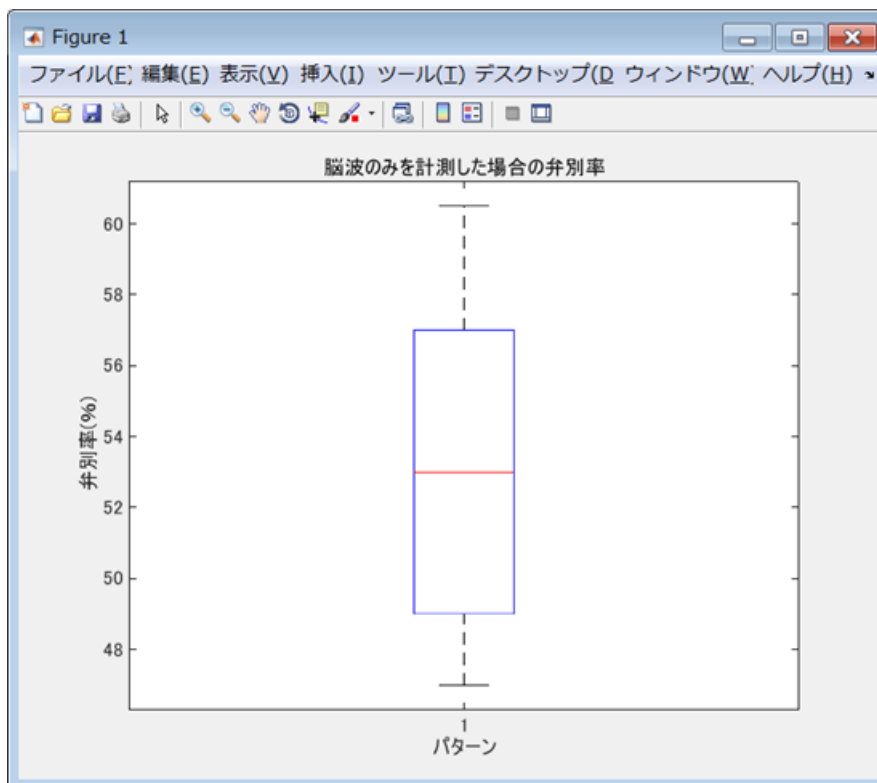 Figure 1
ファイル(F) 編集(E) 表示(V) 挿入(I) ツール(T) デスクトップ(D ウィンドウ(W ヘルプ(H)
脳波のみを計測した場合の弁別率
弁別率(%)
60
58
56
54
52
50
48
1
パターン